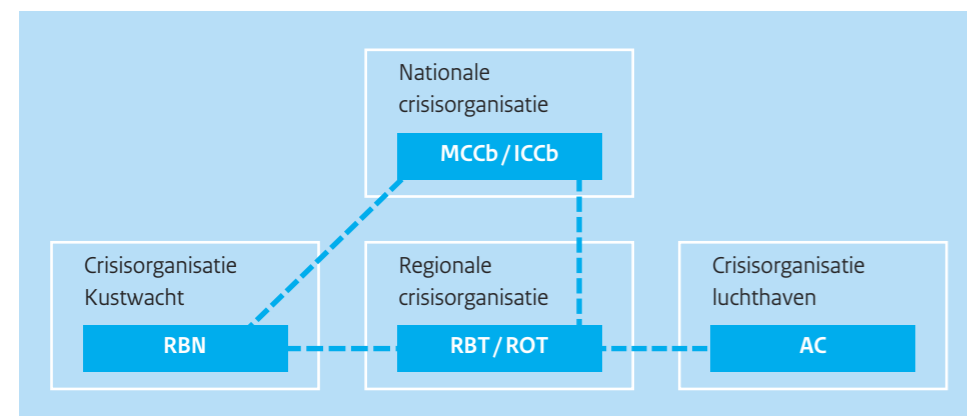 Nationale
crisisorganisatie
MCCb / ICCb
Crisisorganisatie
Kustwacht
RBN
Regionale
crisisorganisatie
RBT / ROT
Crisisorganisatie
luchthaven
AC